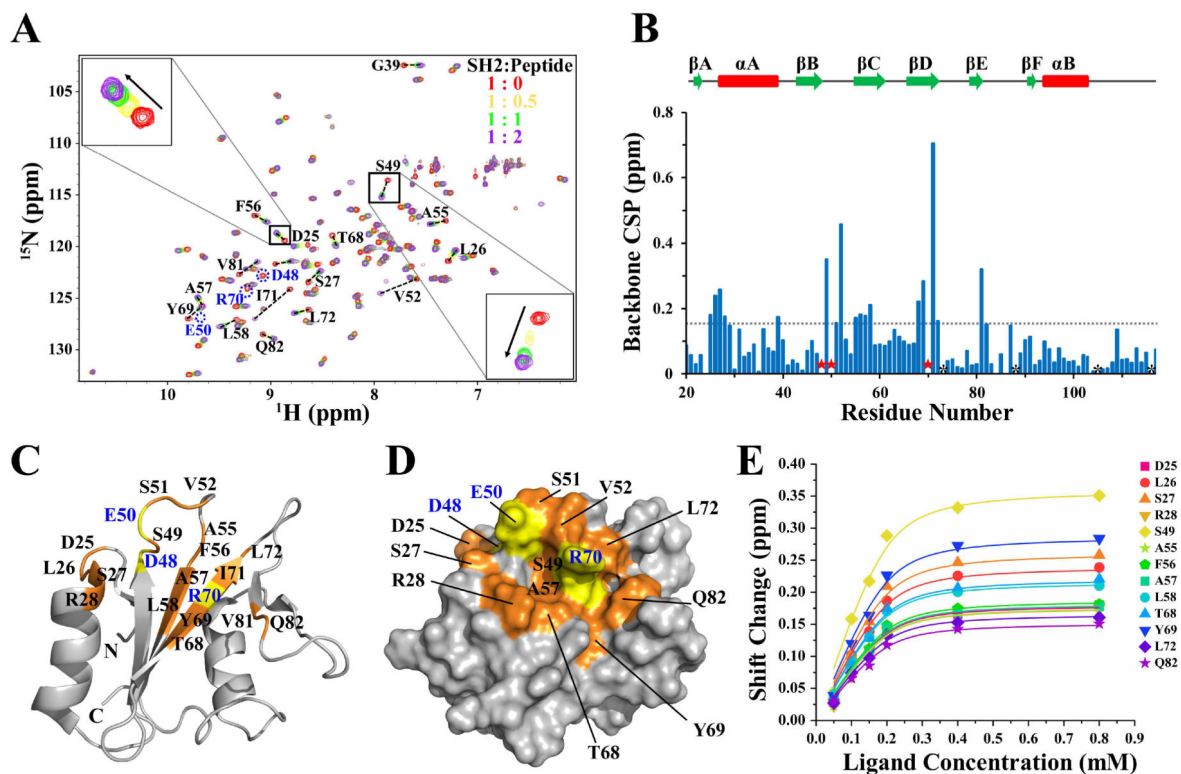 A
SH2:Peptide
1 : 0
1 : 0.5
1 : 1
1 : 2
G39
S49
F56
D25
A55
T68
L26
V81
D48
S27
V52
A57
R70
I71
Y69
E50
L58
L72
Q82
105
110
115
120
125
130
10
9
8
7
¹⁵N (ppm)
¹H (ppm)
B
βA αA βB βC βD βE βF αB
Backbone CSP (ppm)
0.8
0.6
0.4
0.2
0
20 40 60 80 100
Residue Number
* * * *
C
S51
V52
E50
S49
A55
D25
D48
F56
L72
L26
S27
A57
I71
R28
L58
R70
Y69
V81
Q82
T68
N
C
D
S51
E50
V52
D48
L72
D25
S27
S49
R70
R28
A57
Q82
Y69
T68
E
Shift Change (ppm)
0.40
0.35
0.30
0.25
0.20
0.15
0.10
0.05
0.00
0.0 0.1 0.2 0.3 0.4 0.5 0.6 0.7 0.8 0.9
Ligand Concentration (mM)
D25
L26
S27
R28
S49
A55
F56
A57
L58
T68
Y69
L72
Q82